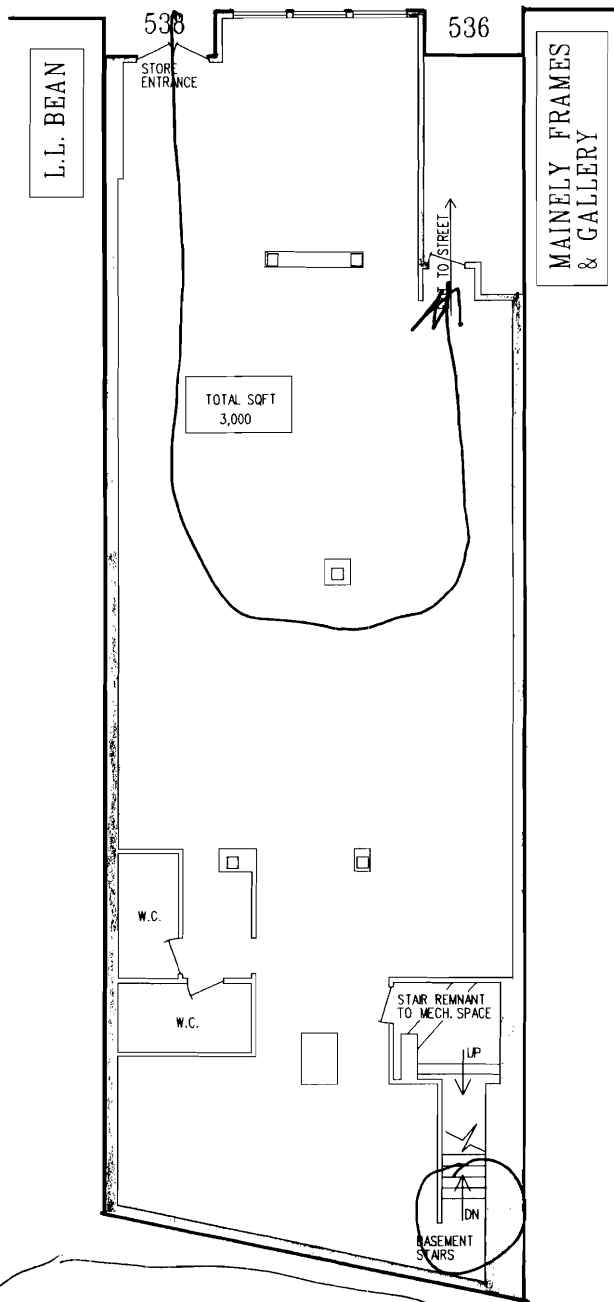 538
536
STORE
ENTRANCE
L.L. BEAN
MAINELY FRAMES
& GALLERY
TO STREET
TOTAL SQFT
3,000
W.C.
W.C.
STAIR REMNANT
TO MECH. SPACE
UP
DN
BASEMENT
STAIRS